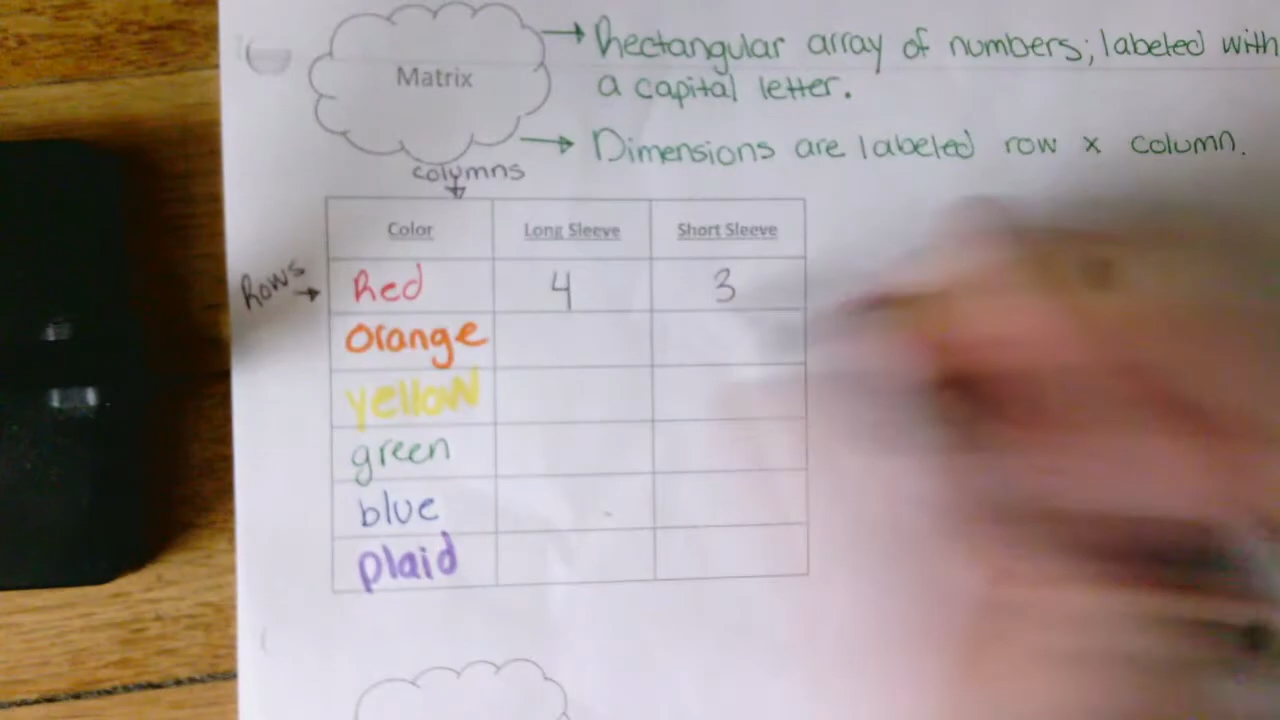 Matrix
Rectangular array of numbers; labeled with
a capital letter.
Dimensions are labeled row x column.
columns
Color Long Sleeve Short Sleeve
Rows
Red 4 3
orange
yellow
green
blue
plaid